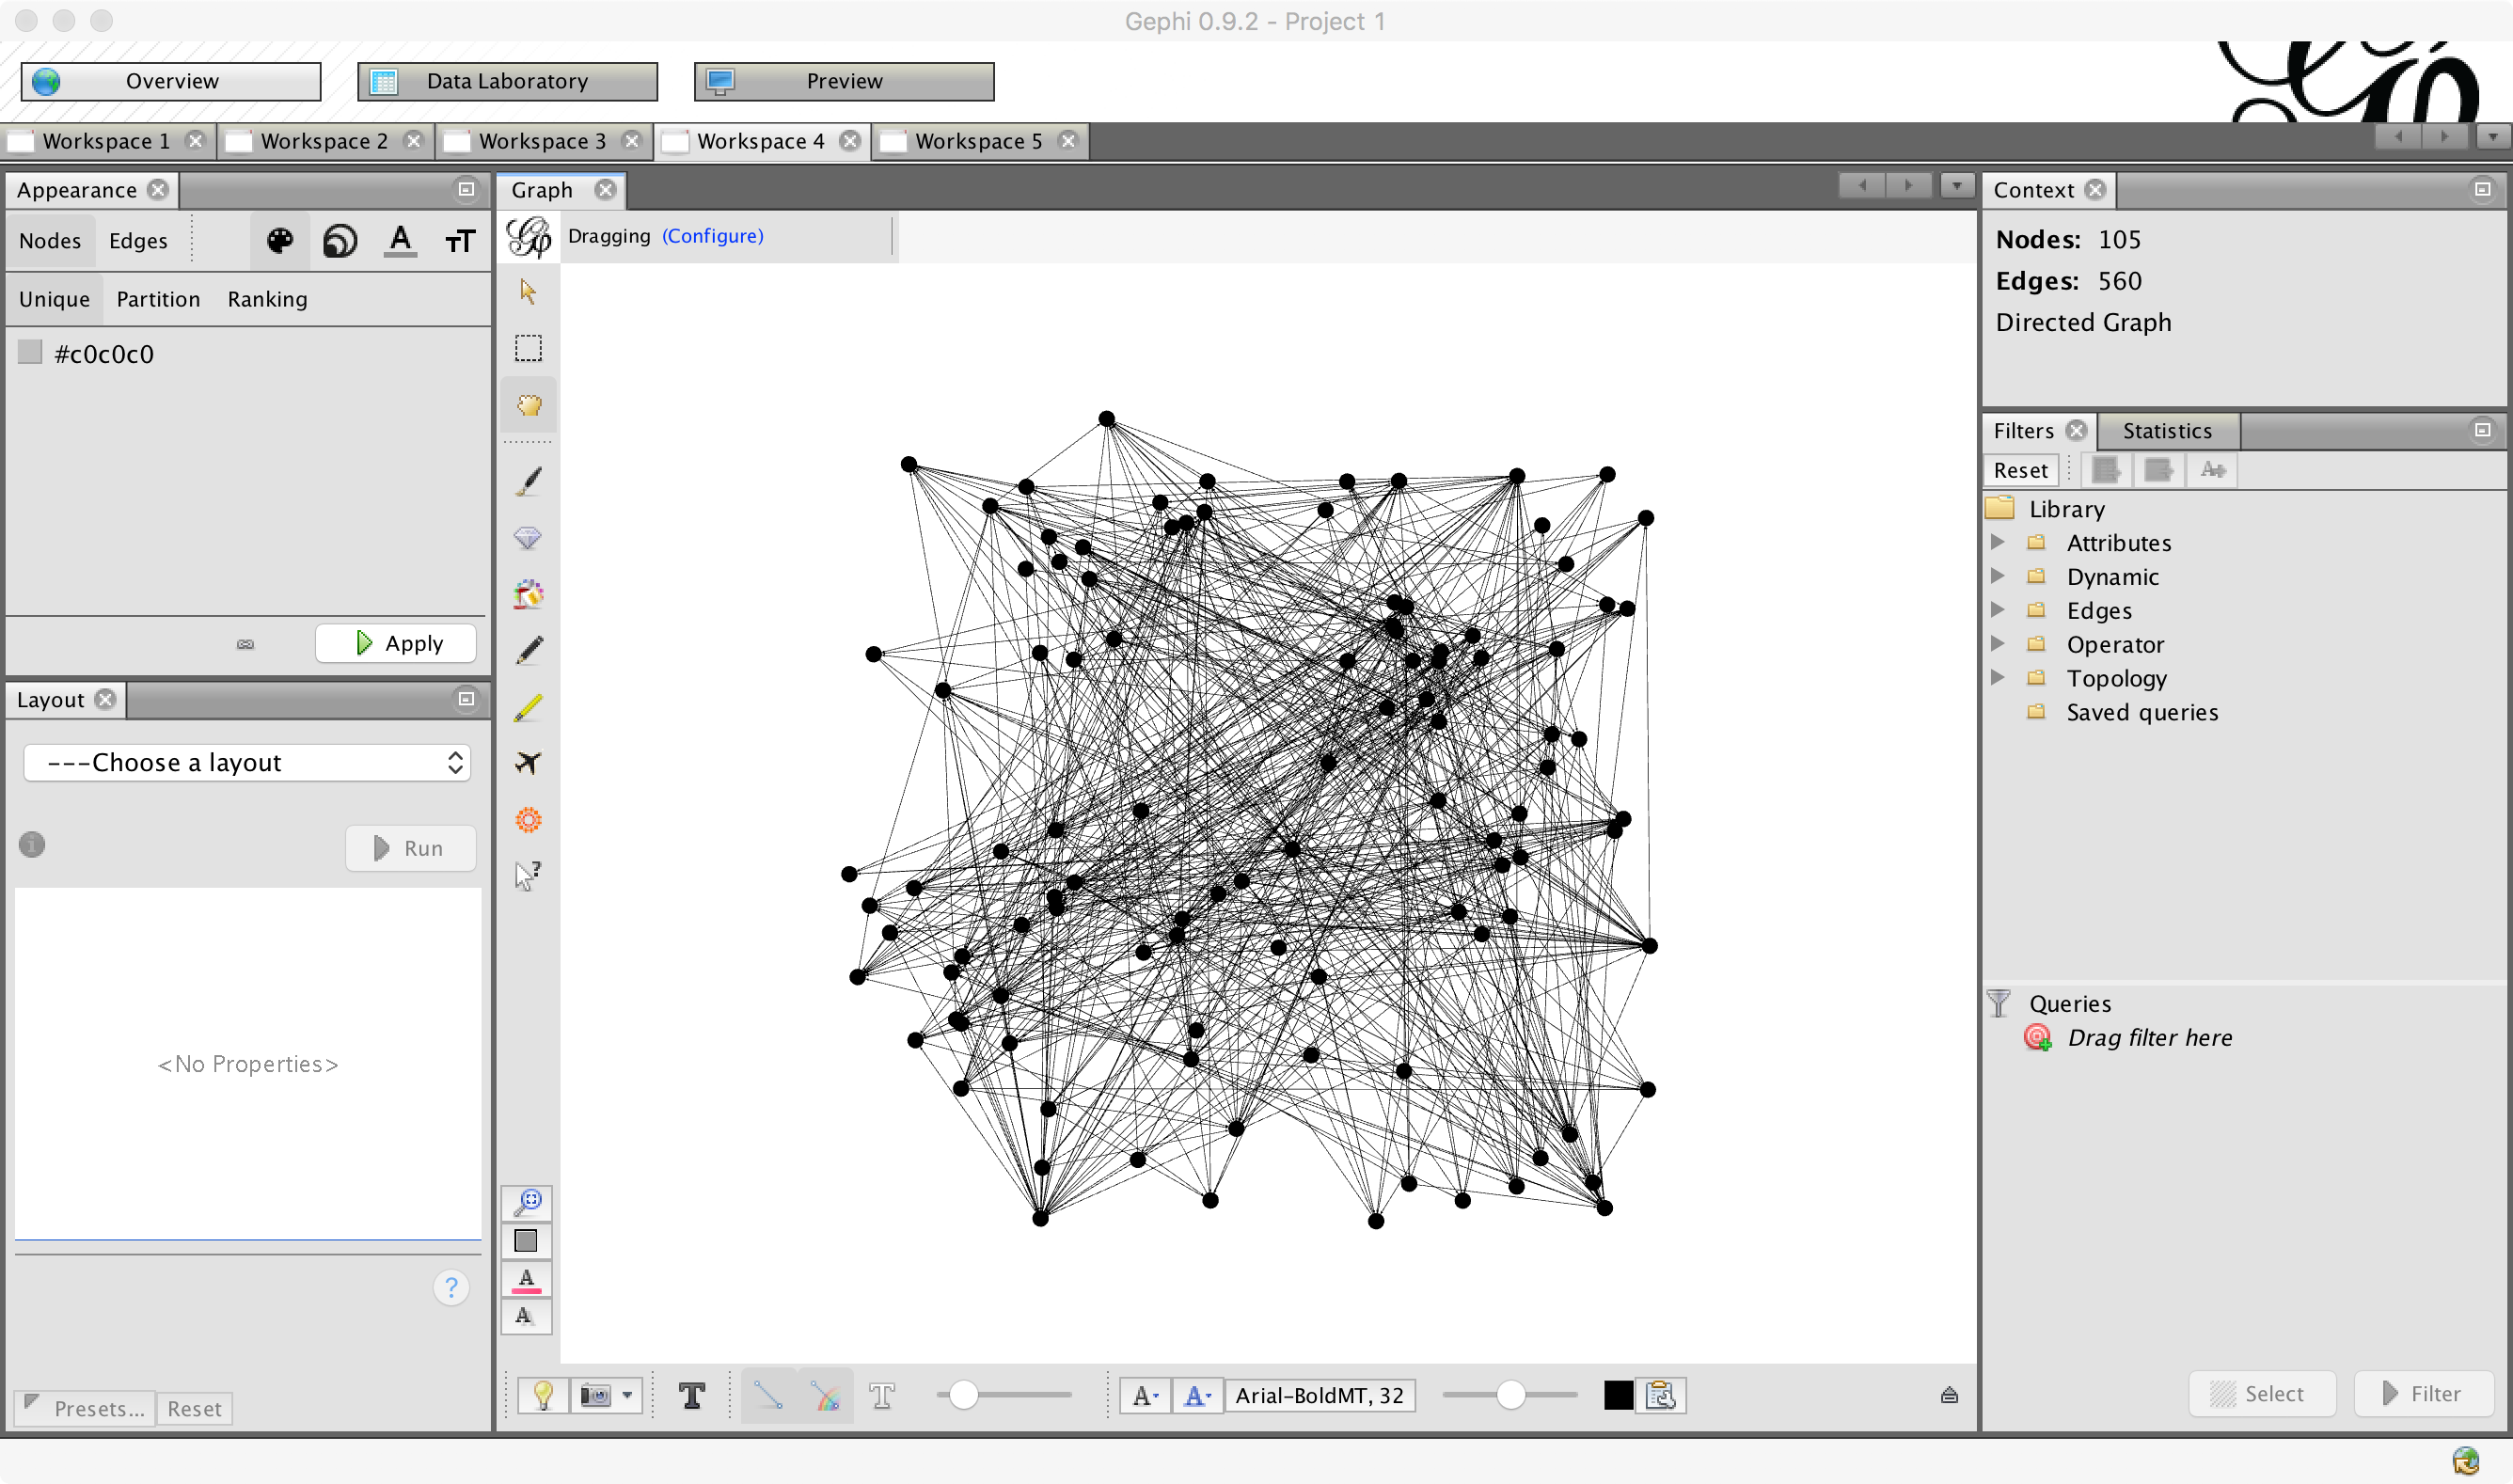 Gephi 0.9.2 - Project 1
Overview
Data Laboratory
Preview
Workspace 1
Workspace 2
Workspace 3
Workspace 4
Workspace 5
Appearance
Nodes Edges
Unique Partition Ranking
#c0c0c0
Apply
Layout
---Choose a layout
Run
<No Properties>
?
Presets... Reset
Graph
Dragging (Configure)
Arial-BoldMT, 32
Context
Nodes: 105
Edges: 560
Directed Graph
Filters
Statistics
Reset
Library
Attributes
Dynamic
Edges
Operator
Topology
Saved queries
Queries
Drag filter here
Select
Filter